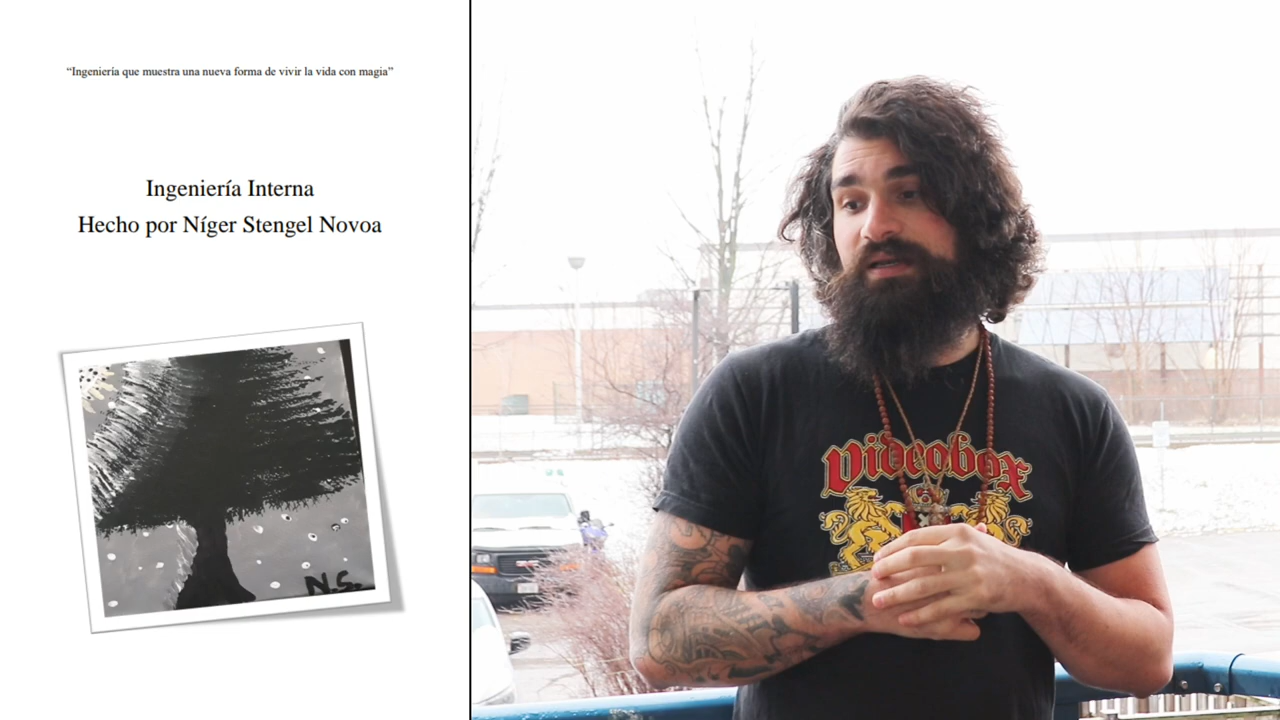 “Ingeniería que muestra una nueva forma de vivir la vida con magia”
Ingeniería Interna
Hecho por Níger Stengel Novoa
N.S.
Videobox